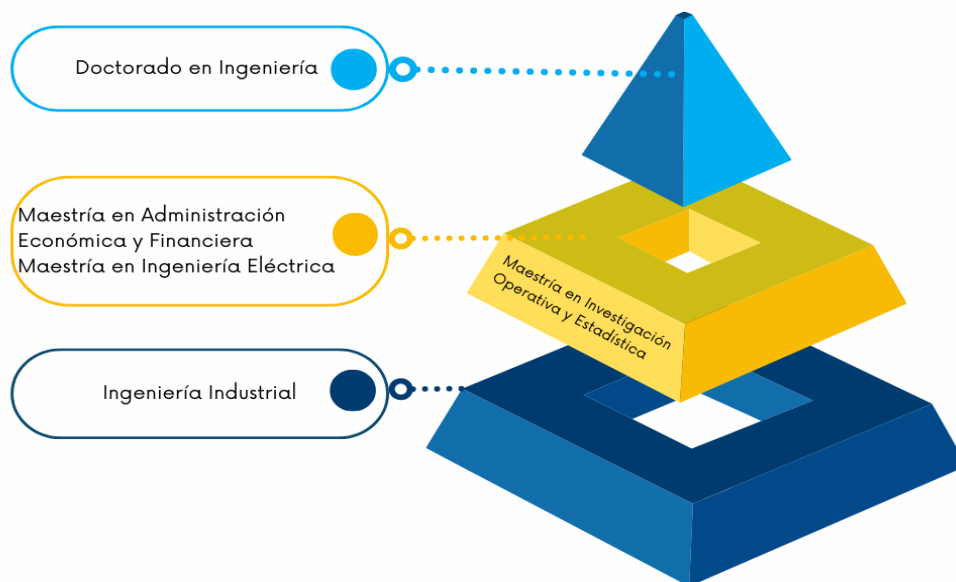 Doctorado en Ingeniería
Maestría en Administración
Económica y Financiera
Maestría en Ingeniería Eléctrica
Maestría en Investigación
Operativa y Estadística
Ingeniería Industrial